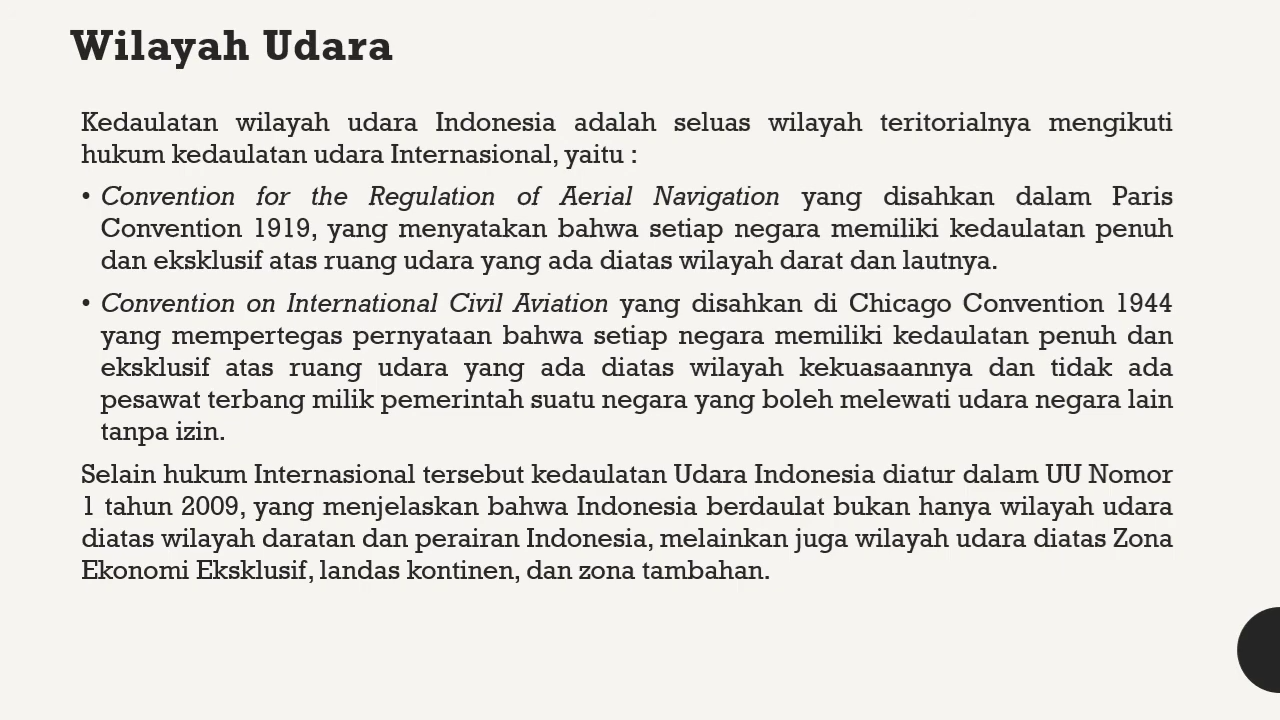 Wilayah Udara
Kedaulatan wilayah udara Indonesia adalah seluas wilayah teritorialnya mengikuti
hukum kedaulatan udara Internasional, yaitu :
• Convention for the Regulation of Aerial Navigation yang disahkan dalam Paris
Convention 1919, yang menyatakan bahwa setiap negara memiliki kedaulatan penuh
dan eksklusif atas ruang udara yang ada diatas wilayah darat dan lautnya.
• Convention on International Civil Aviation yang disahkan di Chicago Convention 1944
yang mempertegas pernyataan bahwa setiap negara memiliki kedaulatan penuh dan
eksklusif atas ruang udara yang ada diatas wilayah kekuasaannya dan tidak ada
pesawat terbang milik pemerintah suatu negara yang boleh melewati udara negara lain
tanpa izin.
Selain hukum Internasional tersebut kedaulatan Udara Indonesia diatur dalam UU Nomor
1 tahun 2009, yang menjelaskan bahwa Indonesia berdaulat bukan hanya wilayah udara
diatas wilayah daratan dan perairan Indonesia, melainkan juga wilayah udara diatas Zona
Ekonomi Eksklusif, landas kontinen, dan zona tambahan.